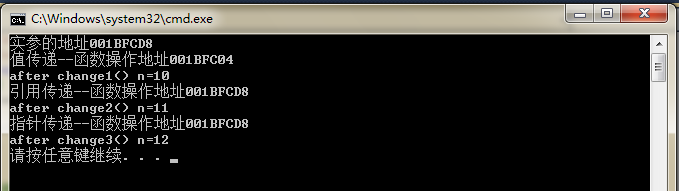 C:\Windows\system32\cmd.exe
实参的地址001BFCD8
值传递--函数操作地址001BFC04
after change1() n=10
引用传递--函数操作地址001BFCD8
after change2() n=11
指针传递--函数操作地址001BFCD8
after change3() n=12
请按任意键继续. . .